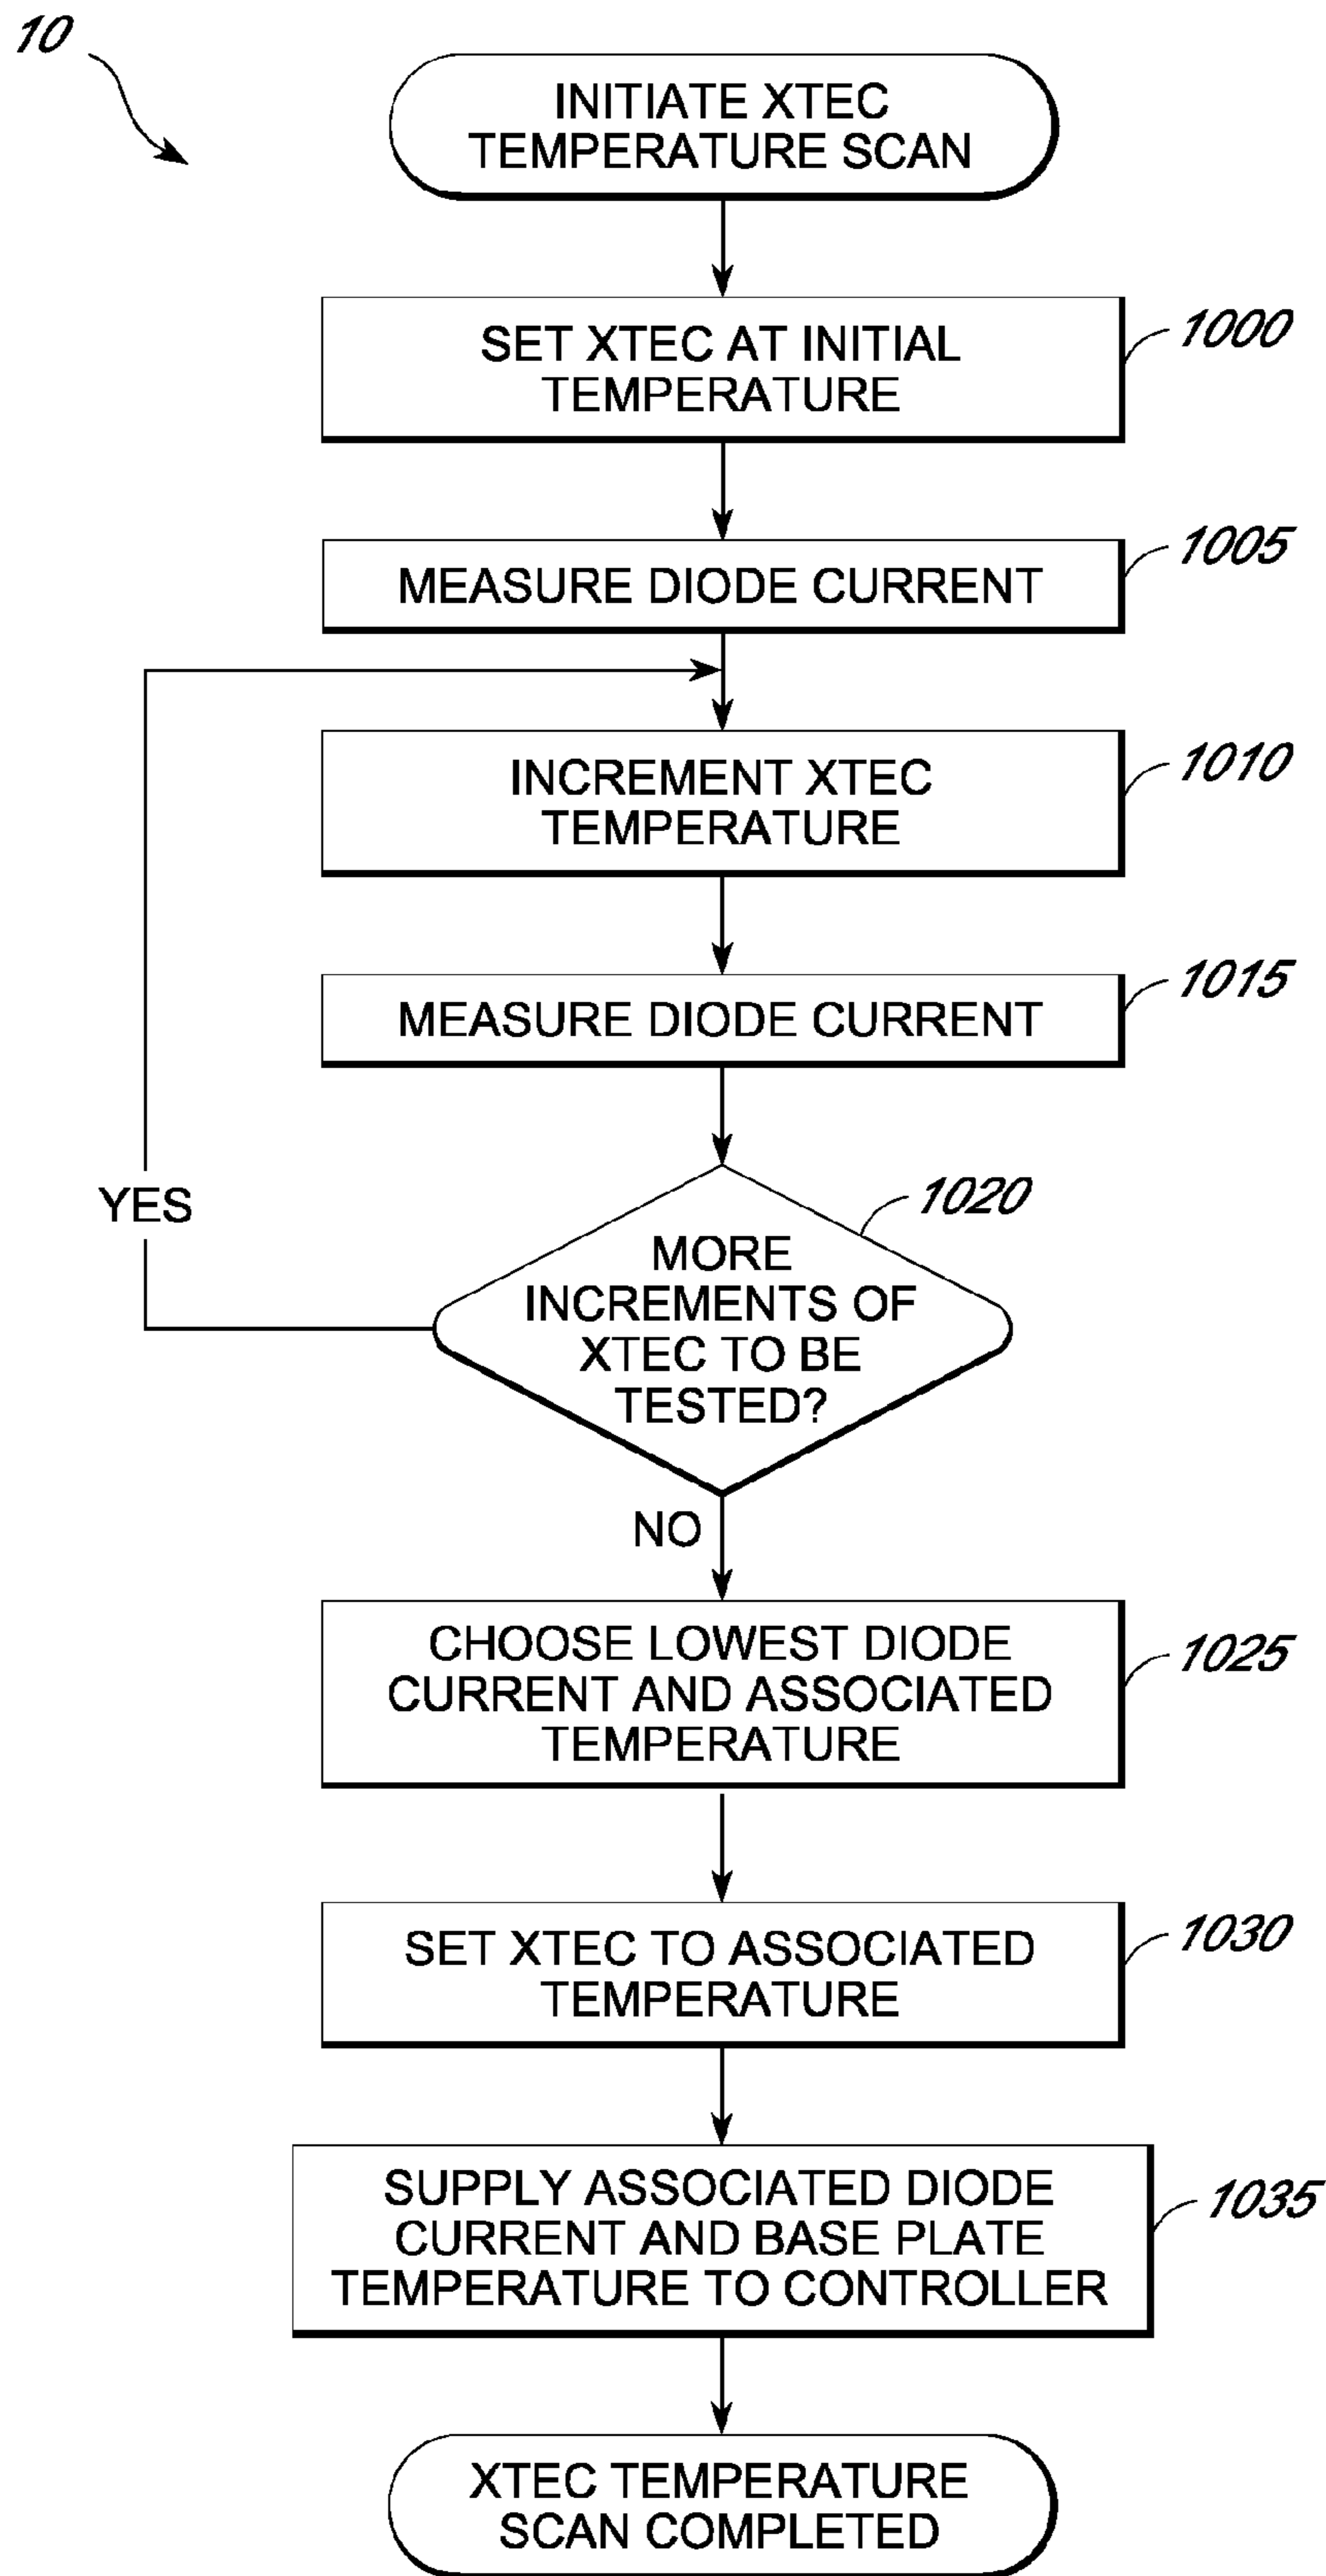 10
INITIATE XTEC
TEMPERATURE SCAN
SET XTEC AT INITIAL
TEMPERATURE
1000
MEASURE DIODE CURRENT
1005
INCREMENT XTEC
TEMPERATURE
1010
MEASURE DIODE CURRENT
1015
YES
MORE
INCREMENTS OF
XTEC TO BE
TESTED?
1020
NO
CHOOSE LOWEST DIODE
CURRENT AND ASSOCIATED
TEMPERATURE
1025
SET XTEC TO ASSOCIATED
TEMPERATURE
1030
SUPPLY ASSOCIATED DIODE
CURRENT AND BASE PLATE
TEMPERATURE TO CONTROLLER
1035
XTEC TEMPERATURE
SCAN COMPLETED